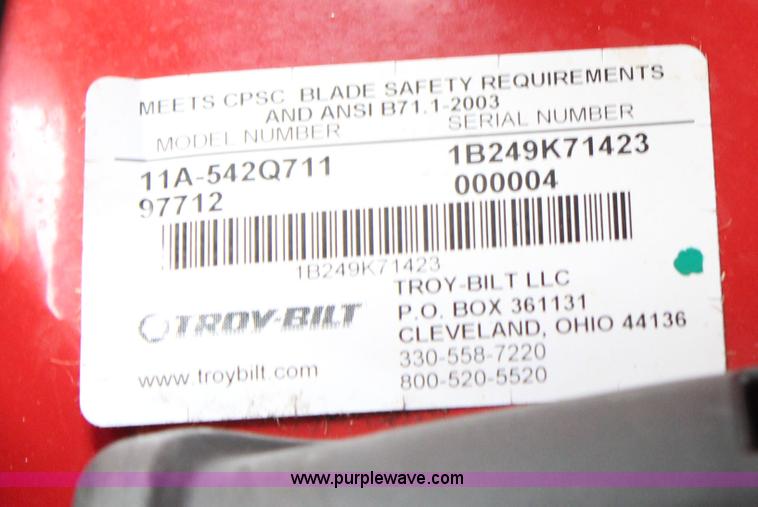 MEETS CPSC BLADE SAFETY REQUIREMENTS
AND ANSI B71.1-2003
MODEL NUMBER SERIAL NUMBER
11A-542Q711 1B249K71423
97712 000004
1B249K71423
TROY-BILT
www.troybilt.com
TROY-BILT LLC
P.O. BOX 361131
CLEVELAND, OHIO 44136
330-558-7220
800-520-5520
www.purplewave.com